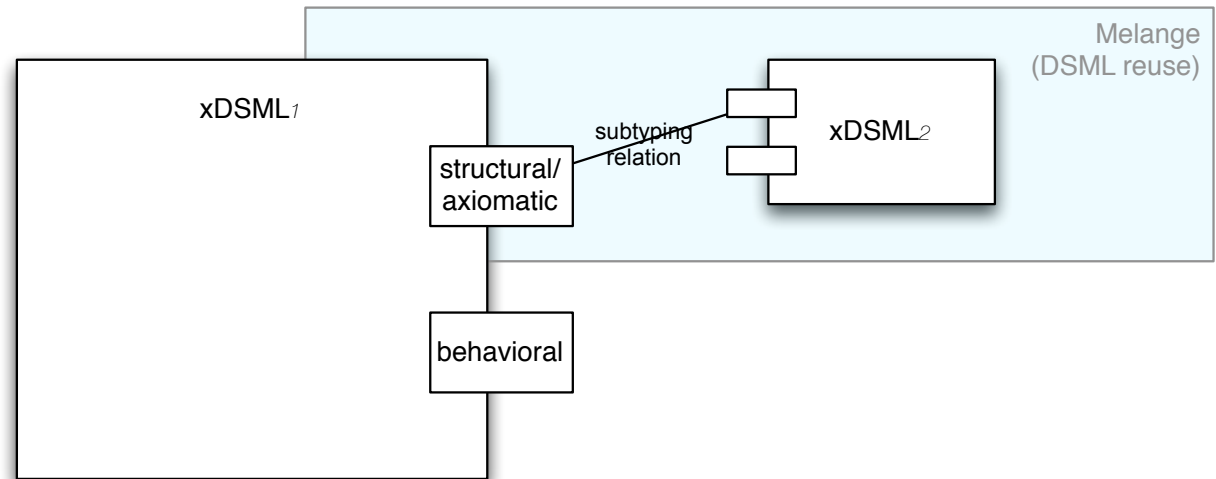 Melange
(DSML reuse)
xDSML1
xDSML2
subtyping
relation
structural/
axiomatic
behavioral